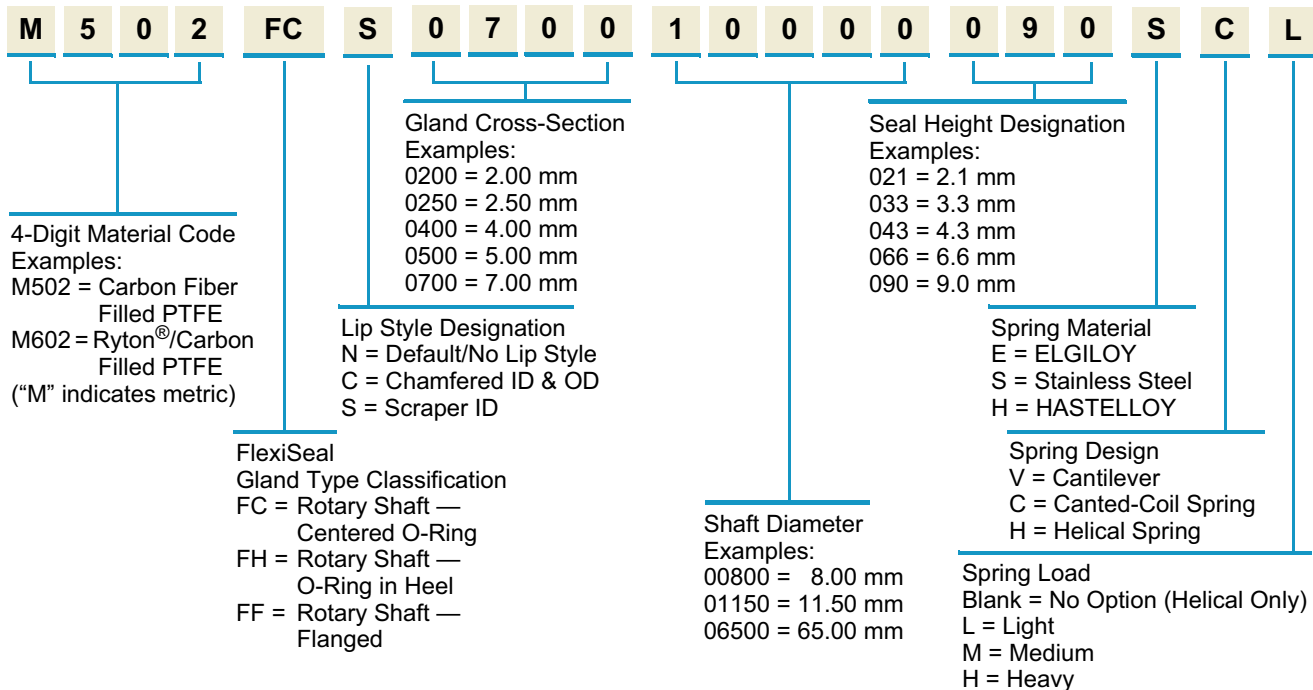 M 5 0 2 FC S 0 7 0 0 1 0 0 0 0 0 9 0 S C L
Gland Cross-Section
Examples:
0200 = 2.00 mm
0250 = 2.50 mm
0400 = 4.00 mm
0500 = 5.00 mm
0700 = 7.00 mm
Seal Height Designation
Examples:
021 = 2.1 mm
033 = 3.3 mm
043 = 4.3 mm
066 = 6.6 mm
090 = 9.0 mm
4-Digit Material Code
Examples:
M502 = Carbon Fiber
Filled PTFE
M602 = Ryton®/Carbon
Filled PTFE
(“M” indicates metric)
Lip Style Designation
N = Default/No Lip Style
C = Chamfered ID & OD
S = Scraper ID
Spring Material
E = ELGILOY
S = Stainless Steel
H = HASTELLOY
FlexiSeal
Gland Type Classification
FC = Rotary Shaft —
Centered O-Ring
FH = Rotary Shaft —
O-Ring in Heel
FF = Rotary Shaft —
Flanged
Spring Design
V = Cantilever
C = Canted-Coil Spring
H = Helical Spring
Shaft Diameter
Examples:
00800 = 8.00 mm
01150 = 11.50 mm
06500 = 65.00 mm
Spring Load
Blank = No Option (Helical Only)
L = Light
M = Medium
H = Heavy